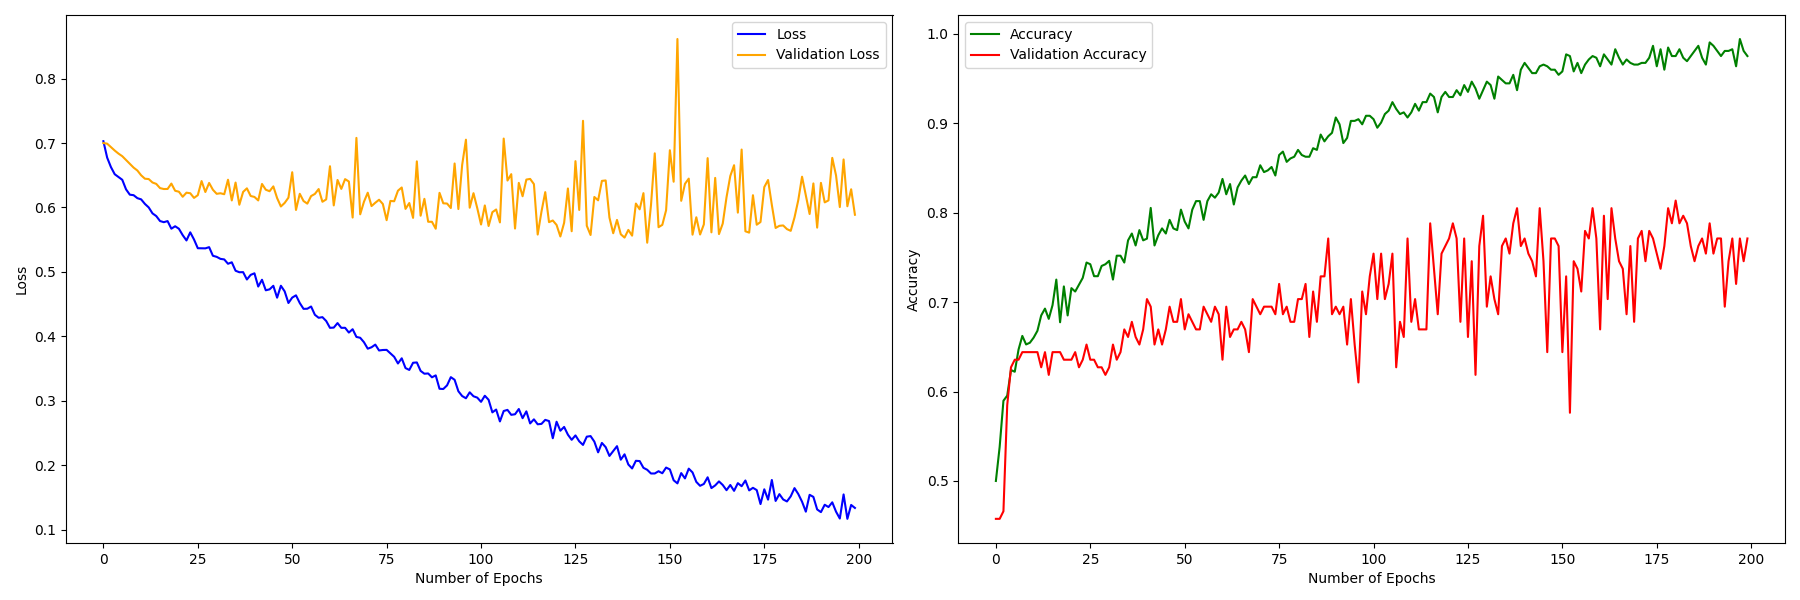 Loss
Validation Loss
0.8
0.7
0.6
0.5
0.4
0.3
0.2
0.1
Loss
0 25 50 75 100 125 150 175 200
Number of Epochs
Accuracy
Validation Accuracy
1.0
0.9
0.8
0.7
0.6
0.5
Accuracy
0 25 50 75 100 125 150 175 200
Number of Epochs